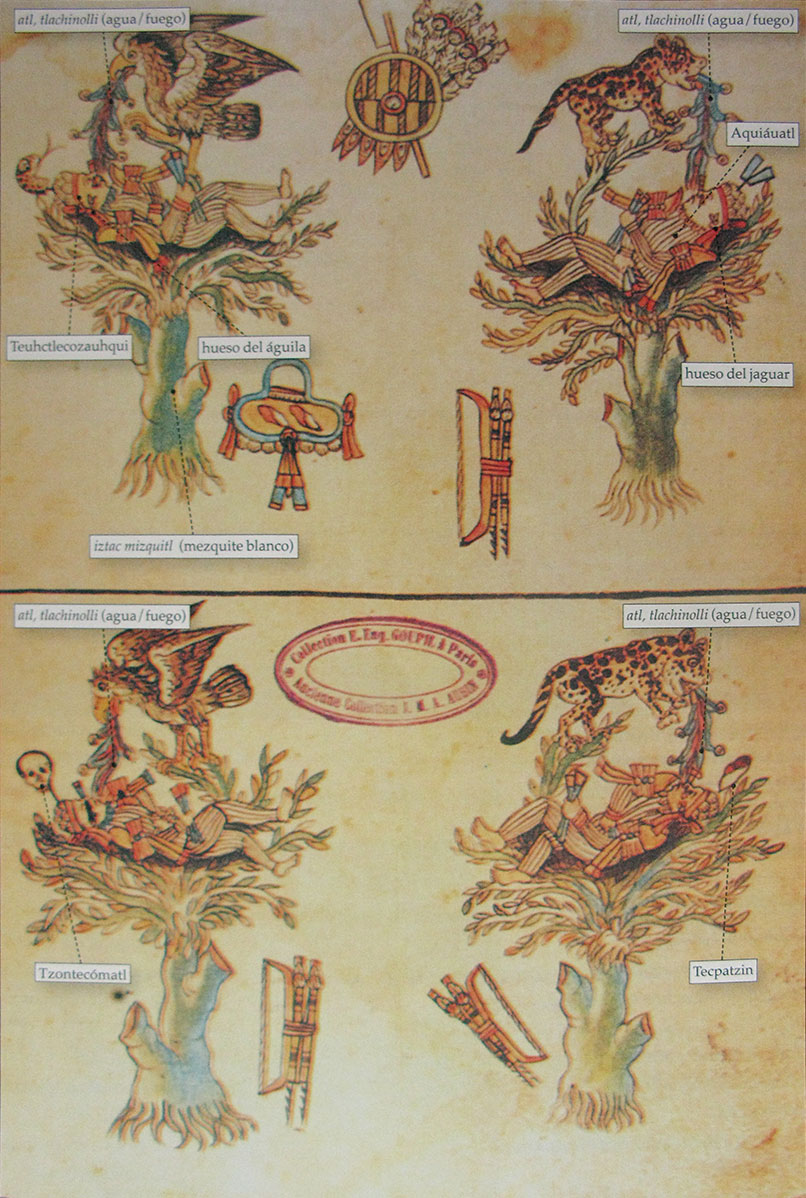 atl, tlachinolli (agua/fuego)
atl, tlachinolli (agua/fuego)
Aquiáuatl
Teuhctlecozauhqui
hueso del águila
hueso del jaguar
iztac mizquitl (mezquite blanco)
atl, tlachinolli (agua/fuego)
Collection E. Eug. GOUPIL à Paris
Ancienne Collection J. M. A. AUBIN
atl, tlachinolli (agua/fuego)
Tzontecómatl
Tecpatzin